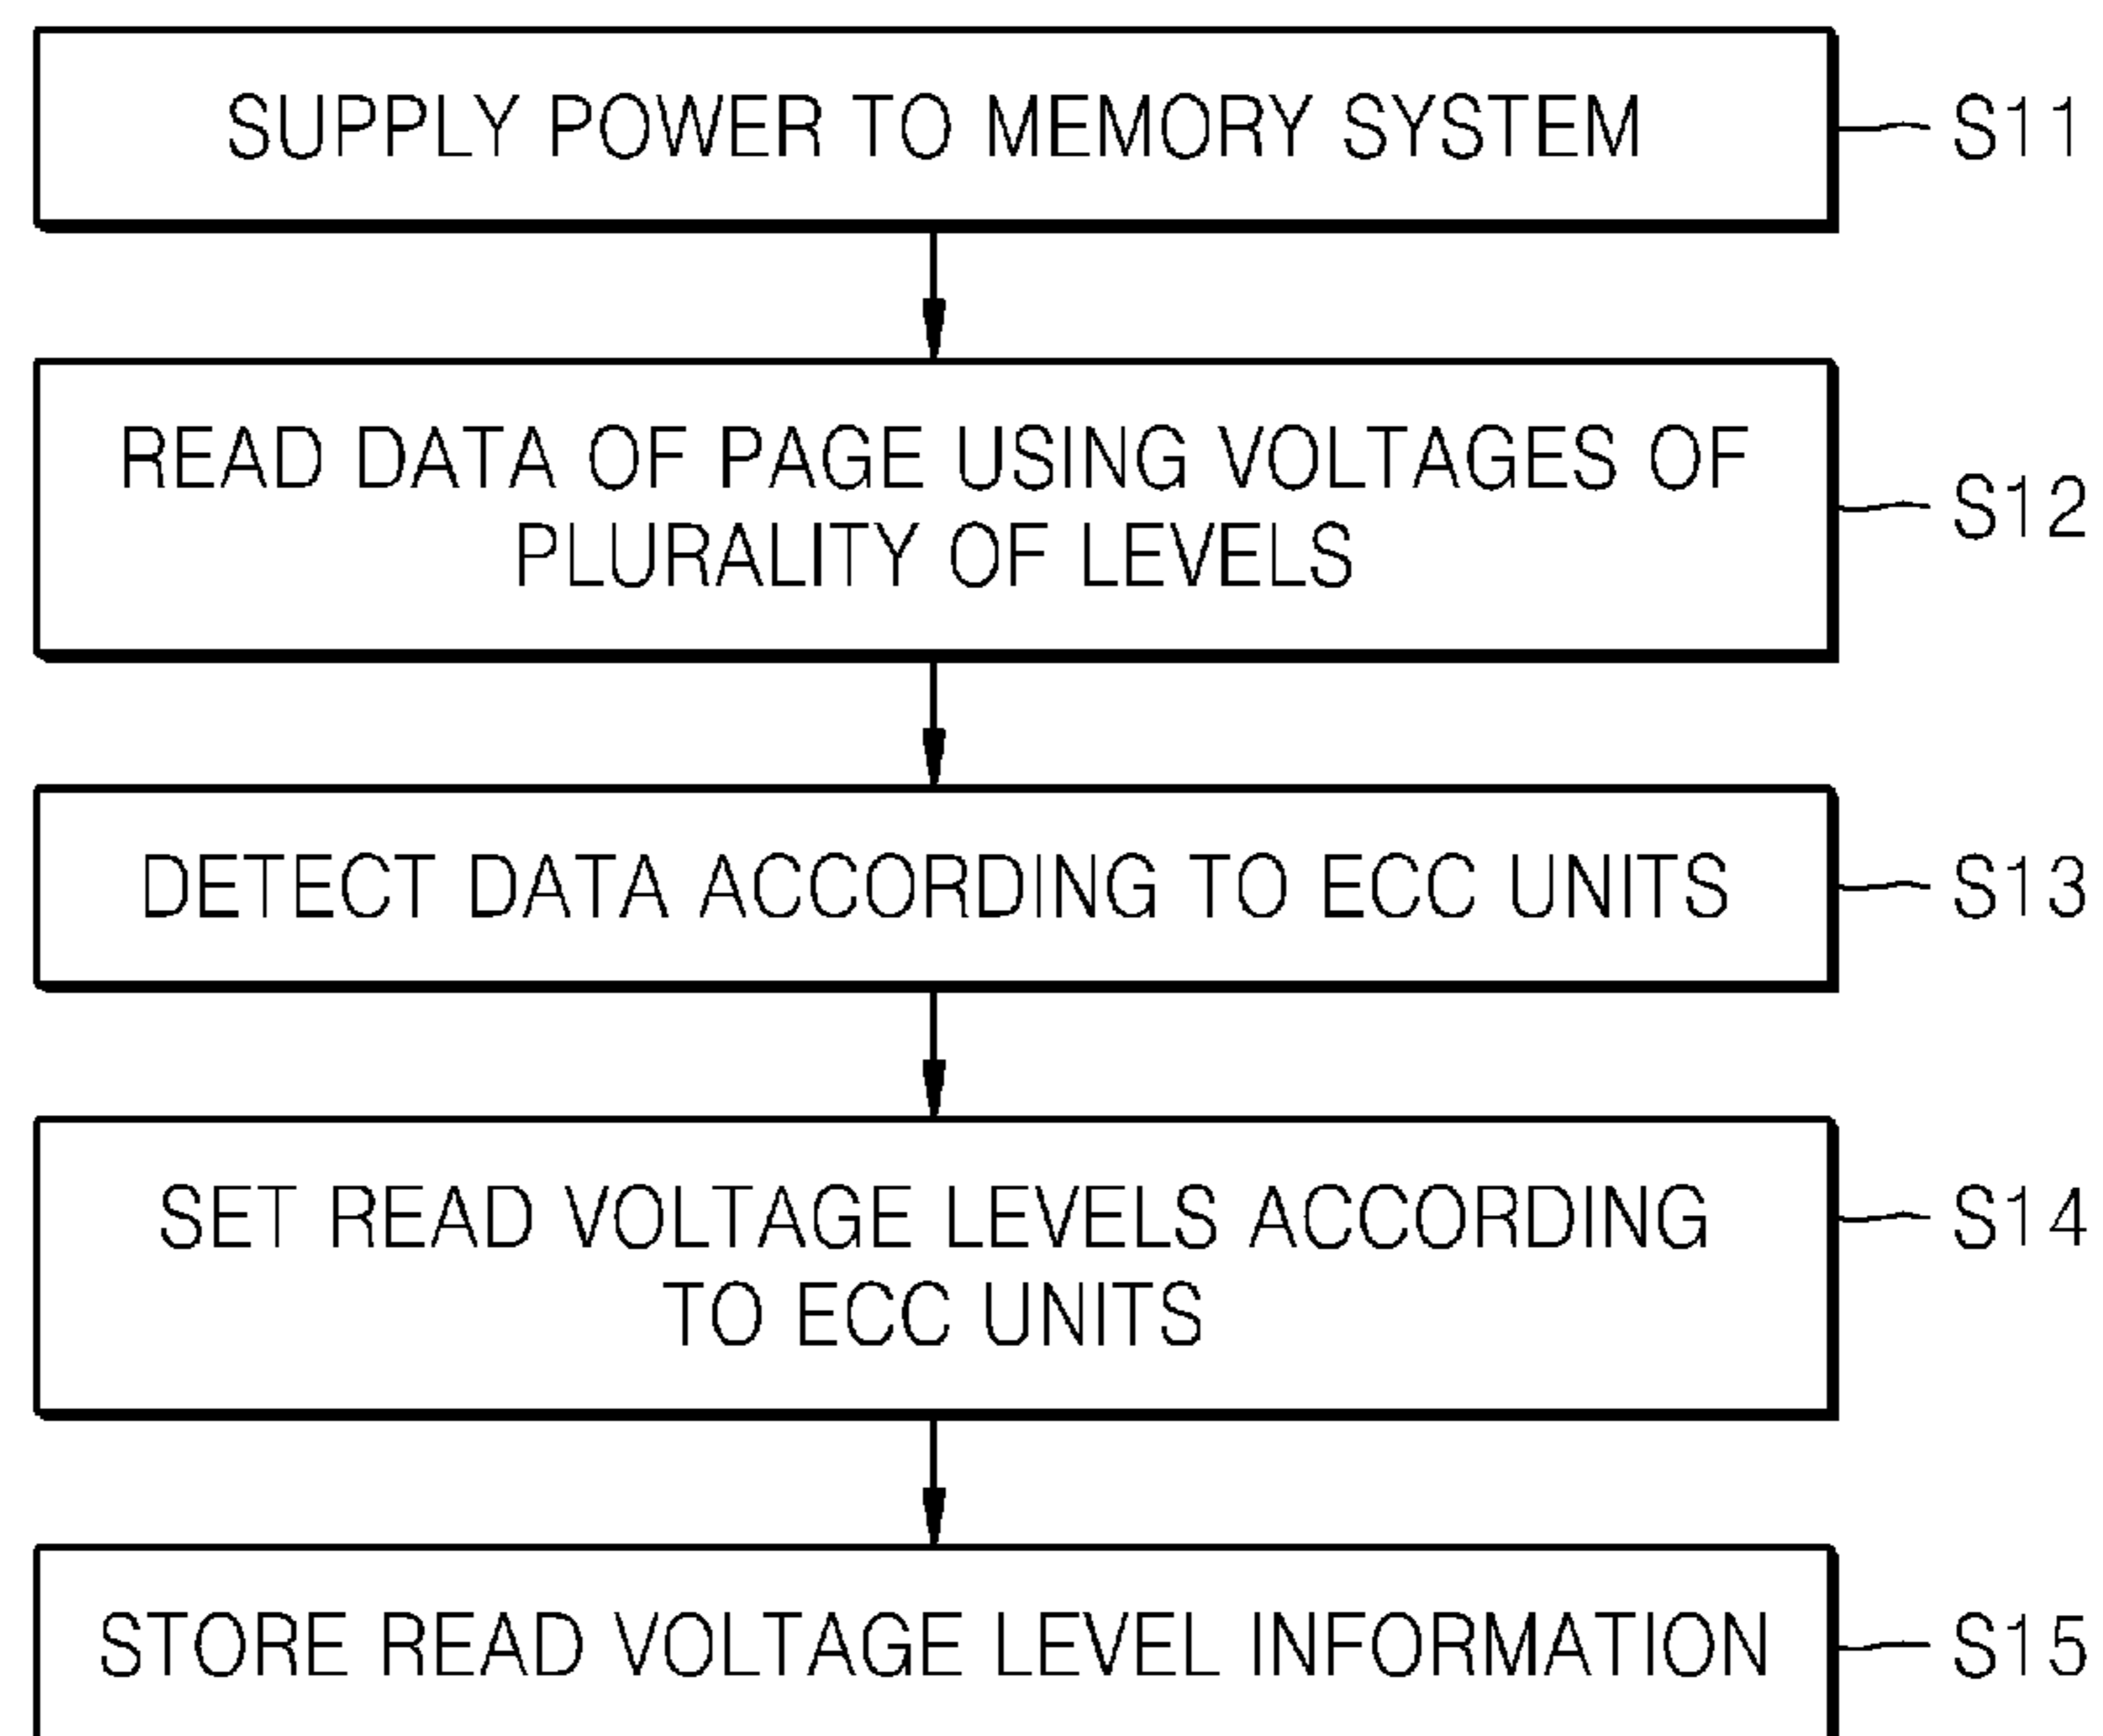 SUPPLY POWER TO MEMORY SYSTEM
S11
READ DATA OF PAGE USING VOLTAGES OF
PLURALITY OF LEVELS
S12
DETECT DATA ACCORDING TO ECC UNITS
S13
SET READ VOLTAGE LEVELS ACCORDING
TO ECC UNITS
S14
STORE READ VOLTAGE LEVEL INFORMATION
S15